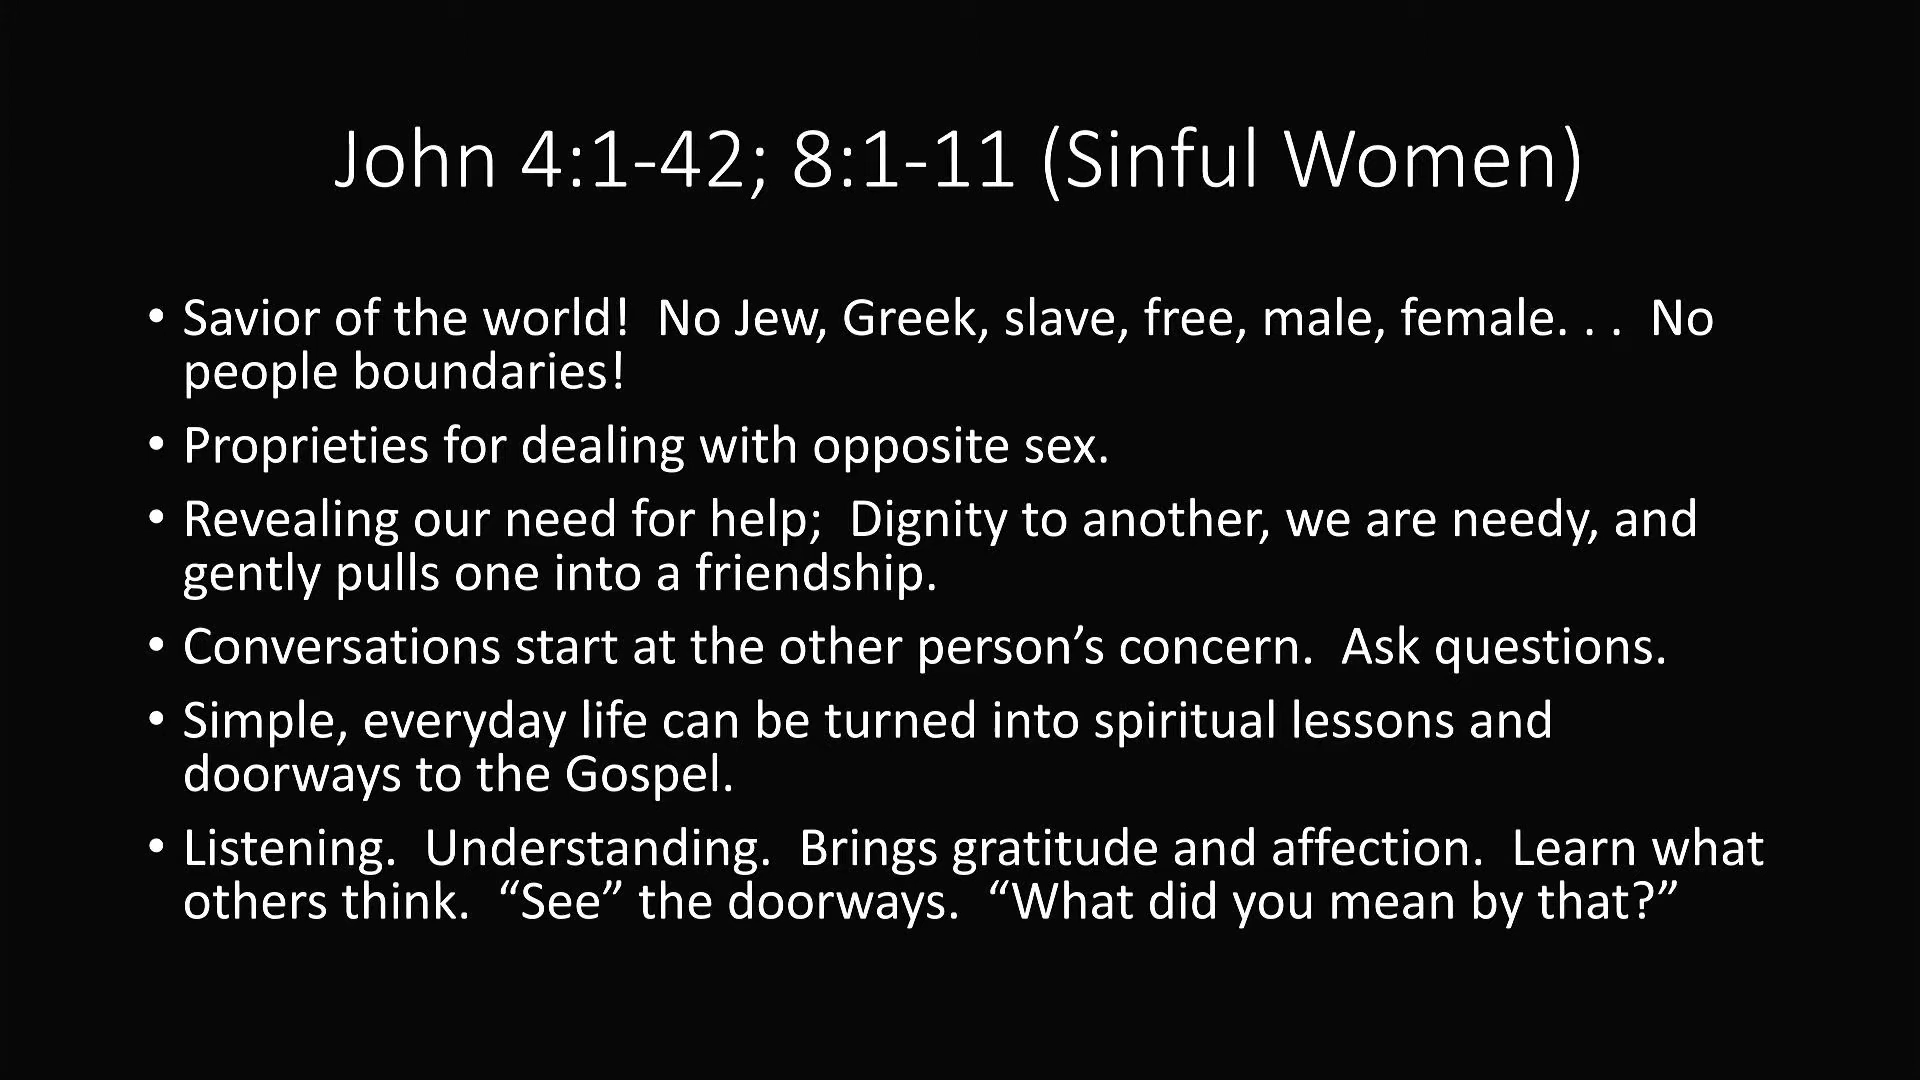 John 4:1-42; 8:1-11 (Sinful Women)
• Savior of the world!  No Jew, Greek, slave, free, male, female. . .  No
people boundaries!
• Proprieties for dealing with opposite sex.
• Revealing our need for help;  Dignity to another, we are needy, and
gently pulls one into a friendship.
• Conversations start at the other person’s concern.  Ask questions.
• Simple, everyday life can be turned into spiritual lessons and
doorways to the Gospel.
• Listening.  Understanding.  Brings gratitude and affection.  Learn what
others think.  “See” the doorways.  “What did you mean by that?”